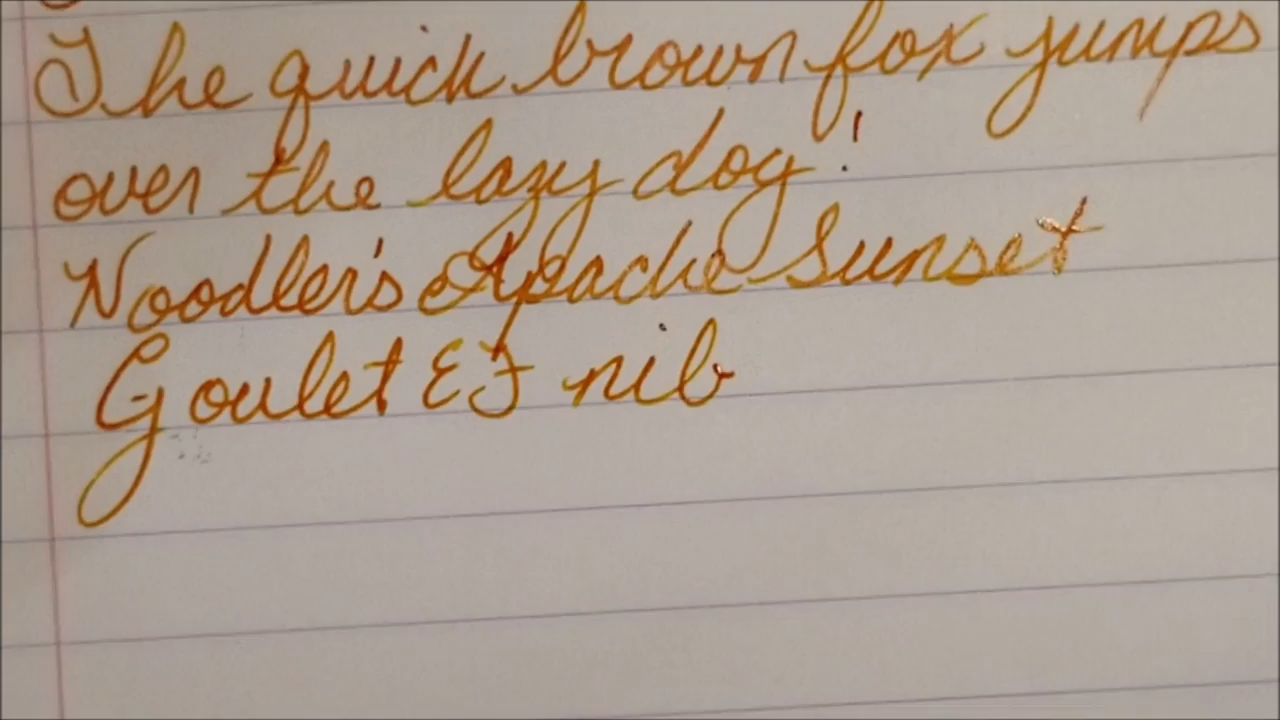 The quick brown fox jumps
over the lazy dog!
Noodler's Apache Sunset
Goulet EF nib